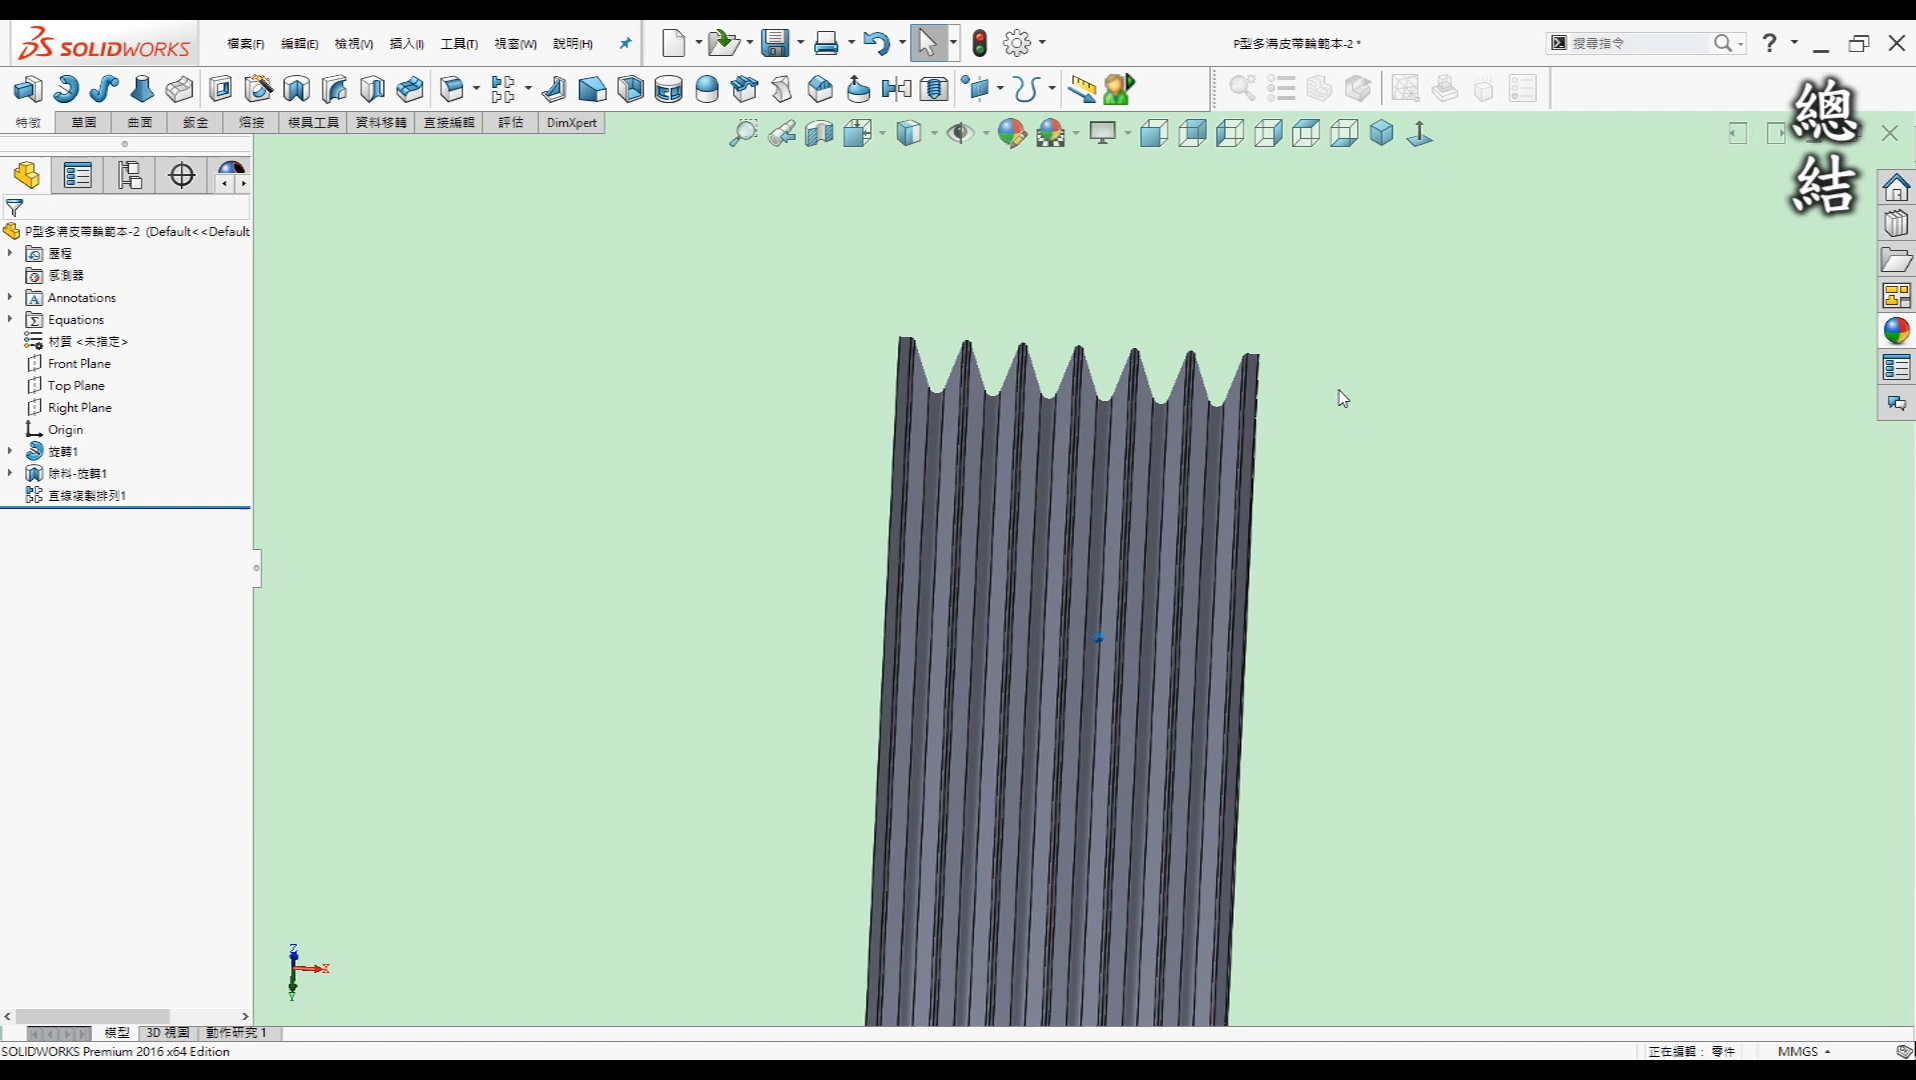 SOLIDWORKS
檔案(F) 編輯(E) 檢視(V) 插入(I) 工具(T) 視窗(W) 說明(H)
P型多溝皮帶輪範本-2 *
搜尋指令
總結
特徵 草圖 曲面 鈑金 熔接 模具工具 資料移轉 直接編輯 評估 DimXpert
P型多溝皮帶輪範本-2 (Default<<Default
歷程
感測器
Annotations
Equations
材質 <未指定>
Front Plane
Top Plane
Right Plane
Origin
旋轉1
除料-旋轉1
直線複製排列1
Z
X
Y
模型 3D 視圖 動作研究 1
SOLIDWORKS Premium 2016 x64 Edition
正在編輯： 零件
MMGS